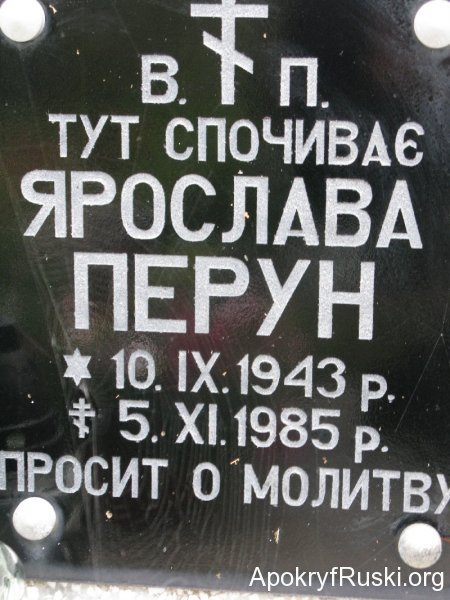 В. П.
ТУТ СПОЧИВАЄ
ЯРОСЛАВА
ПЕРУН
10. IX. 1943 р.
5. XI. 1985 р.
ПРОСИТ О МОЛИТВУ
ApokryfRuski.org